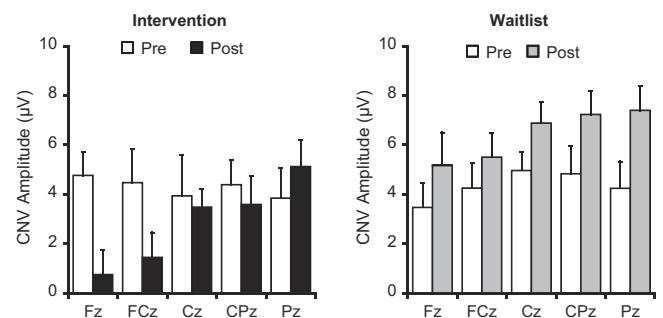 Intervention
Pre Post
CNV Amplitude (µV)
10
8
6
4
2
0
Fz FCz Cz CPz Pz
Waitlist
Pre Post
CNV Amplitude (µV)
10
8
6
4
2
0
Fz FCz Cz CPz Pz